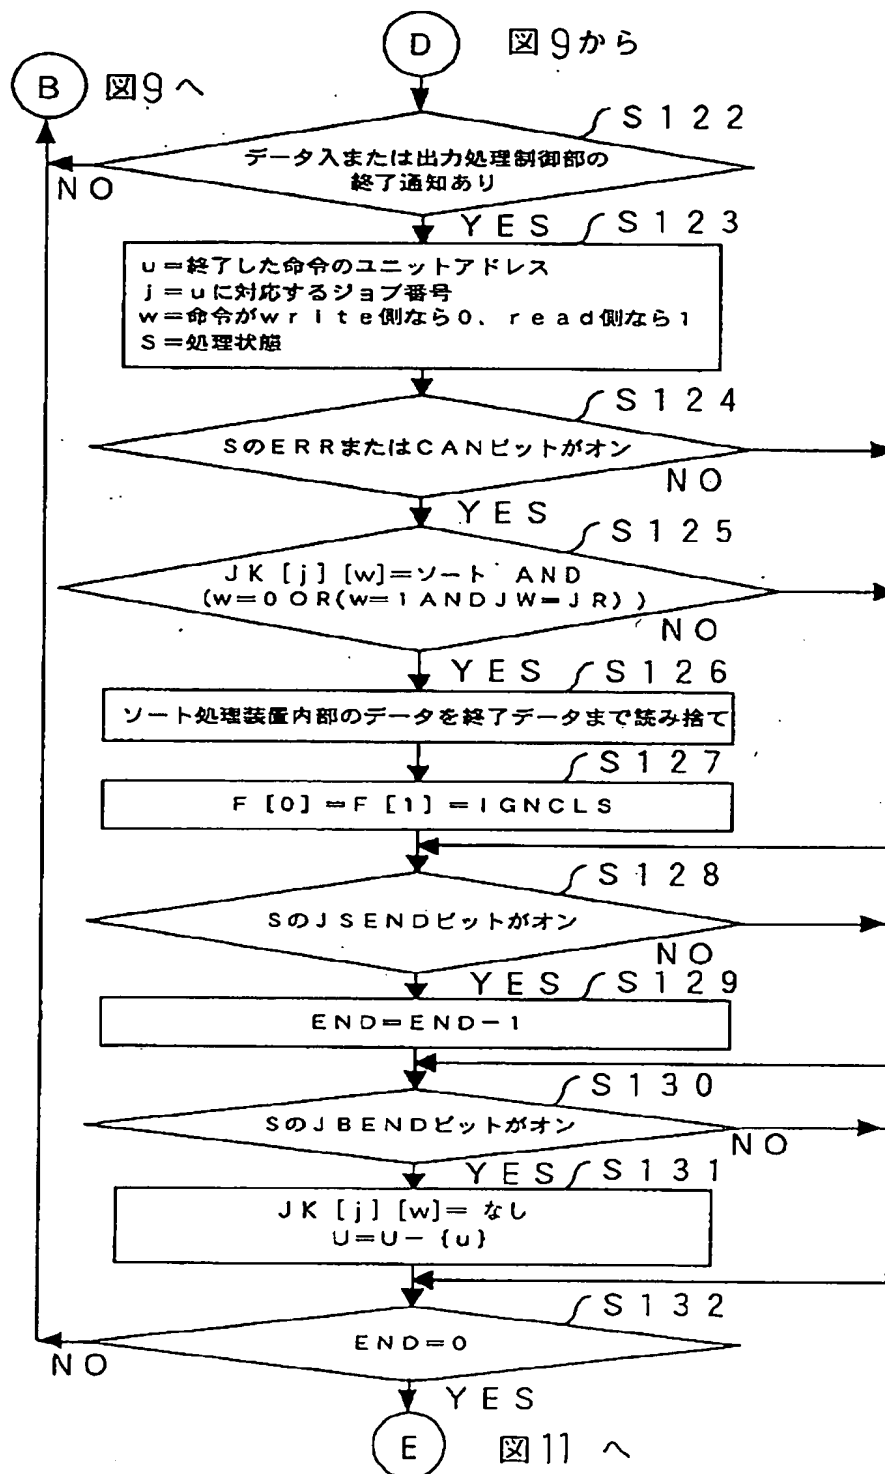 D 図9から
B 図9へ
S122
データ入または出力処理制御部の
終了通知あり
NO
YES
S123
u=終了した命令のユニットアドレス
j=uに対応するジョブ番号
w=命令がwrite側なら0、read側なら1
S=処理状態
S124
SのERRまたはCANビットがオン
NO
YES
S125
JK[j][w]=ソート AND
(w=0 OR(w=1 ANDJW=JR))
NO
YES
S126
ソート処理装置内部のデータを終了データまで読み捨て
S127
F[0]=F[1]=IGNCLS
S128
SのJSENDビットがオン
NO
YES
S129
END=END-1
S130
SのJBENDビットがオン
NO
YES
S131
JK[j][w]=なし
U=U-{u}
S132
END=0
NO
YES
E 図11へ